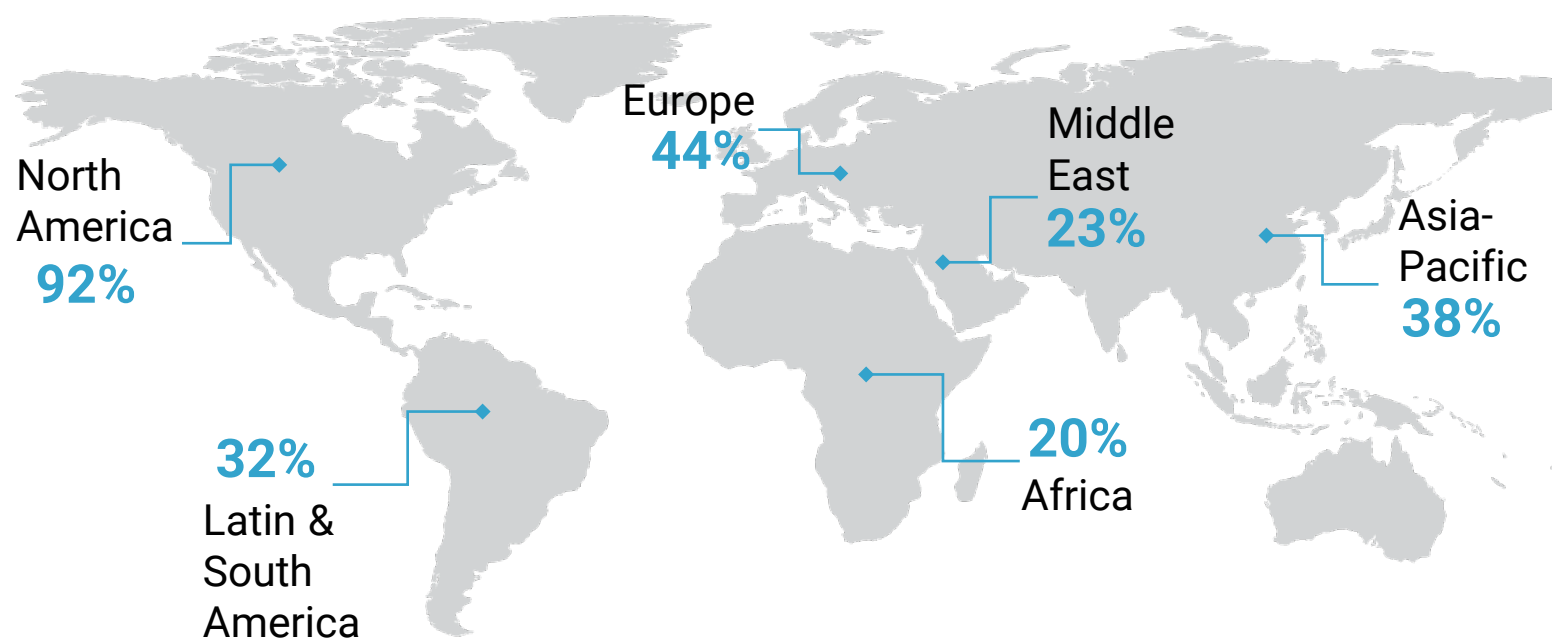 North
America
92%
Europe
44%
Middle
East
23%
Asia-
Pacific
38%
32%
Latin &
South
America
20%
Africa